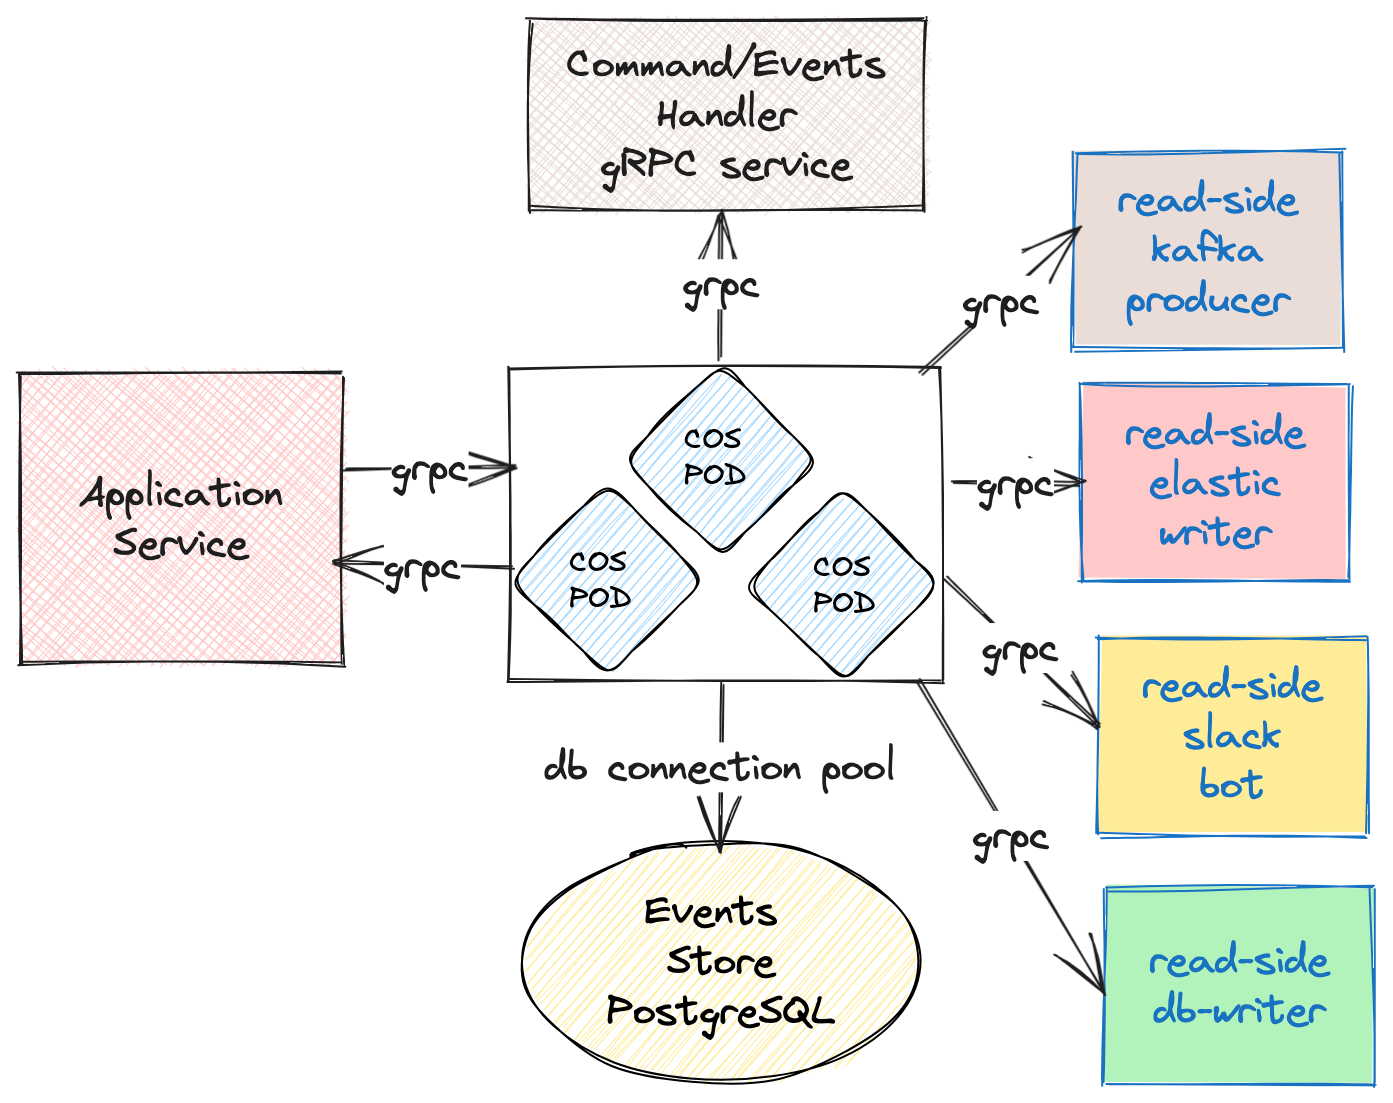 Command/Events
Handler
gRPC service
grpc
read-side
kafka
producer
grpc
Application
Service
grpc
grpc
COS
POD
COS
POD
COS
POD
grpc
read-side
elastic
writer
grpc
read-side
slack
bot
db connection pool
grpc
read-side
db-writer
Events
Store
PostgreSQL